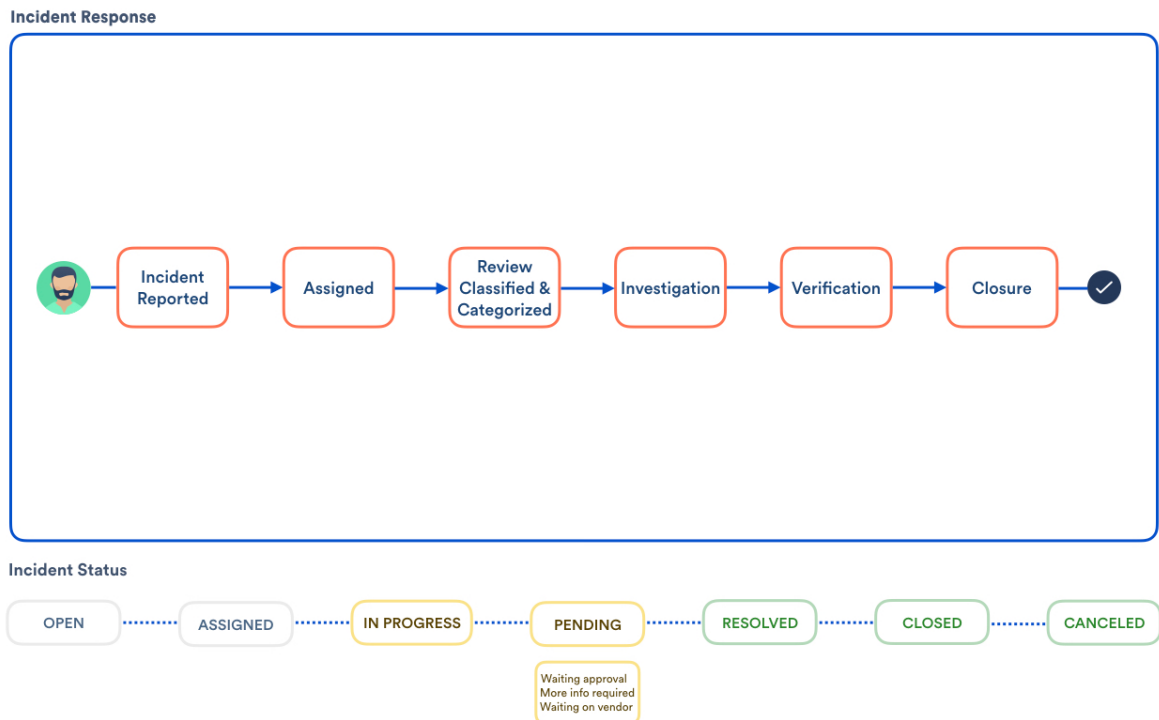 Incident Response
Incident
Reported
Assigned
Review
Classified &
Categorized
Investigation
Verification
Closure
Incident Status
OPEN
ASSIGNED
IN PROGRESS
PENDING
RESOLVED
CLOSED
CANCELED
Waiting approval
More info required
Waiting on vendor